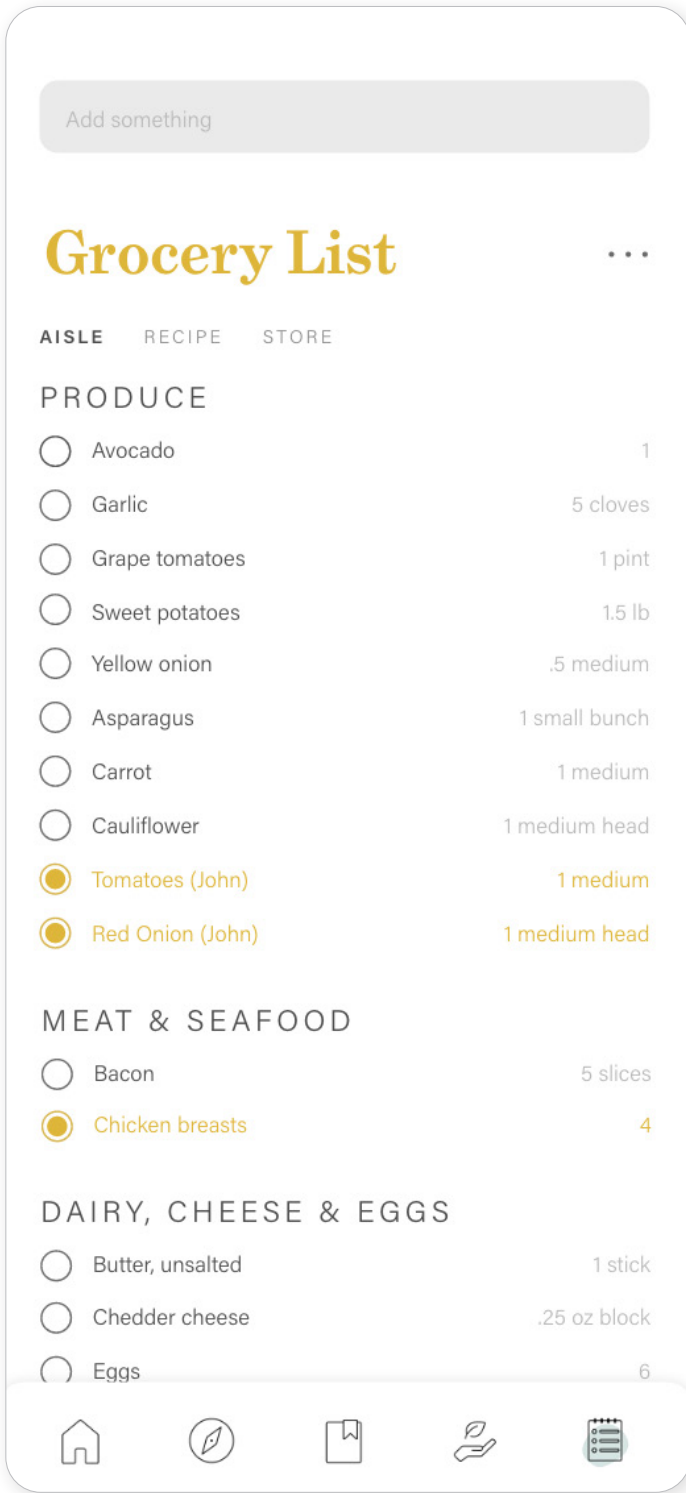 Add something
Grocery List
AISLE RECIPE STORE
PRODUCE
Avocado 1
Garlic 5 cloves
Grape tomatoes 1 pint
Sweet potatoes 1.5 lb
Yellow onion .5 medium
Asparagus 1 small bunch
Carrot 1 medium
Cauliflower 1 medium head
Tomatoes (John) 1 medium
Red Onion (John) 1 medium head
MEAT & SEAFOOD
Bacon 5 slices
Chicken breasts 4
DAIRY, CHEESE & EGGS
Butter, unsalted 1 stick
Chedder cheese .25 oz block
Eggs 6